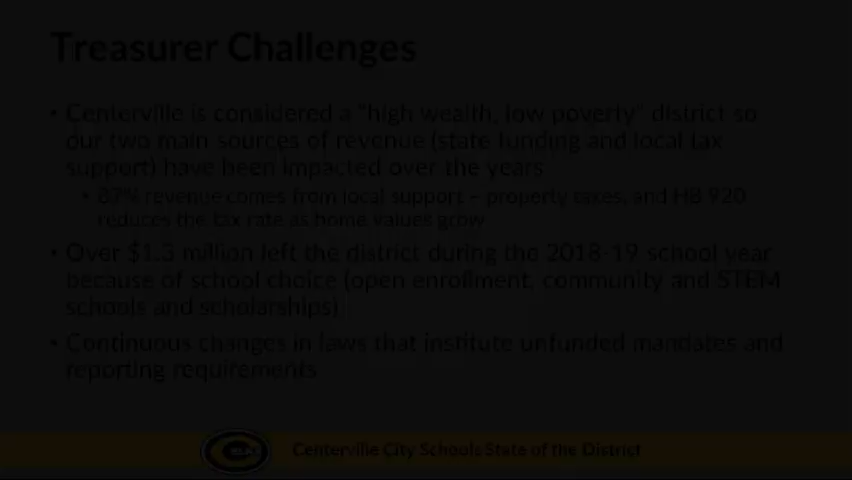 Treasurer Challenges
• Centerville is considered a "high wealth, low poverty" district so
our two main sources of revenue (state funding and local tax
support) have been impacted over the years
• 87% revenue comes from local support – property taxes, and HB 920
reduces the tax rate as home values grow
• Over $1.3 million left the district during the 2018-19 school year
because of school choice (open enrollment, community and STEM
schools and scholarships)
• Continuous changes in laws that institute unfunded mandates and
reporting requirements
Centerville City Schools State of the District